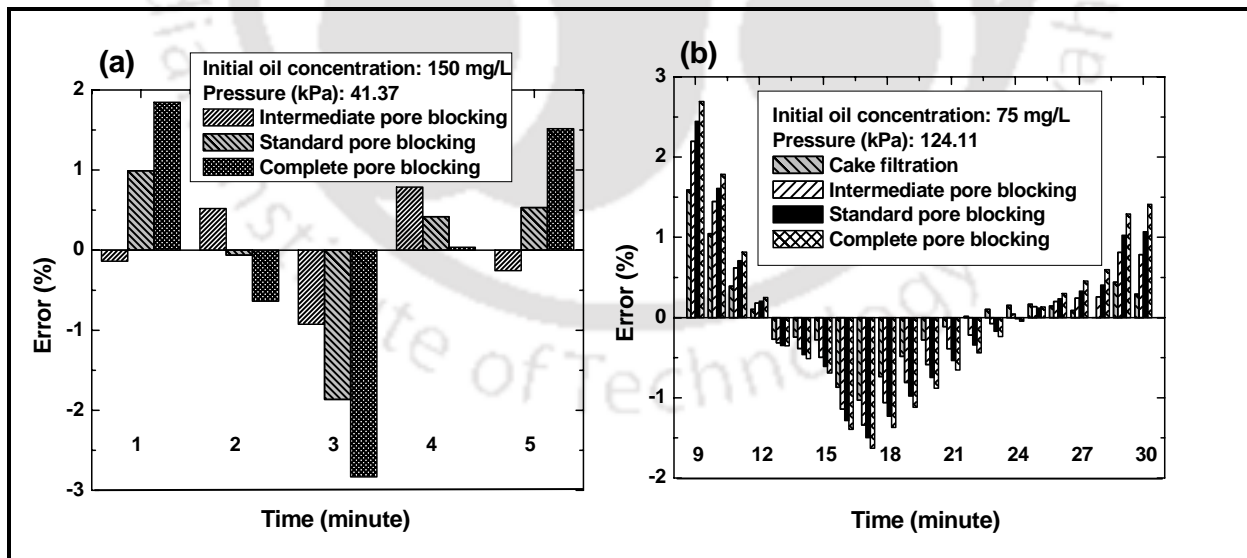 (a)
Initial oil concentration: 150 mg/L
Pressure (kPa): 41.37
Intermediate pore blocking
Standard pore blocking
Complete pore blocking
2
1
0
-1
-2
-3
Error (%)
1 2 3 4 5
Time (minute)
(b)
Initial oil concentration: 75 mg/L
Pressure (kPa): 124.11
Cake filtration
Intermediate pore blocking
Standard pore blocking
Complete pore blocking
3
2
1
0
-1
-2
Error (%)
9 12 15 18 21 24 27 30
Time (minute)
Institute of Technology